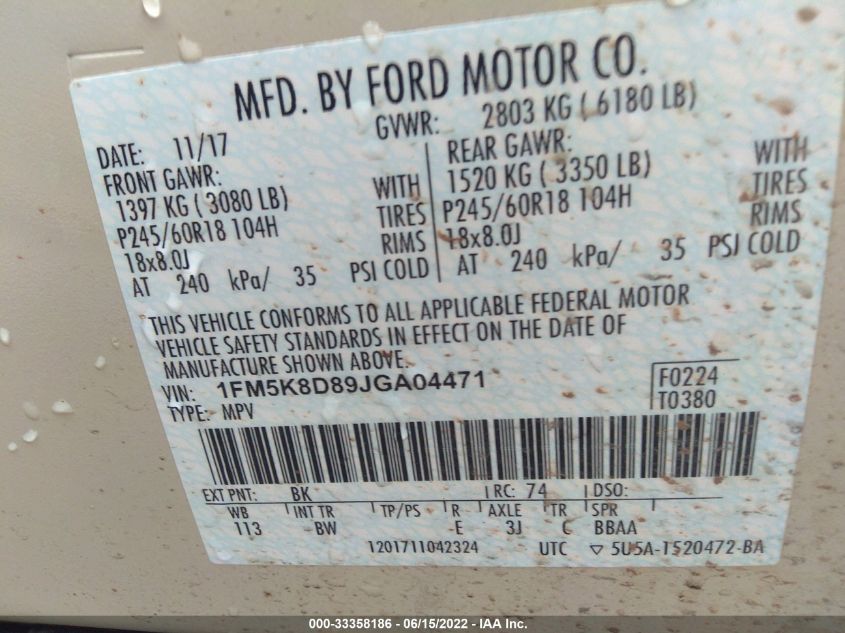 MFD. BY FORD MOTOR CO.
DATE: 11/17 GVWR: 2803 KG ( 6180 LB)
FRONT GAWR: REAR GAWR:
1397 KG ( 3080 LB) WITH 1520 KG ( 3350 LB) WITH
P245/60R18 104H TIRES P245/60R18 104H TIRES
18x8.0J RIMS 18x8.0J RIMS
AT 240 kPa/ 35 PSI COLD AT 240 kPa/ 35 PSI COLD
THIS VEHICLE CONFORMS TO ALL APPLICABLE FEDERAL MOTOR
VEHICLE SAFETY STANDARDS IN EFFECT ON THE DATE OF
MANUFACTURE SHOWN ABOVE.
VIN: 1FM5K8D89JGA04471 F0224
TYPE: MPV T0380
EXT PNT: BK RC: 74 DSO:
WB INT TR TP/PS R AXLE TR SPR
113 BW E 3J C BBAA
1201711042324 UTC ▽ 5U5A-1520472-BA
000-33358186 - 06/15/2022 - IAA Inc.